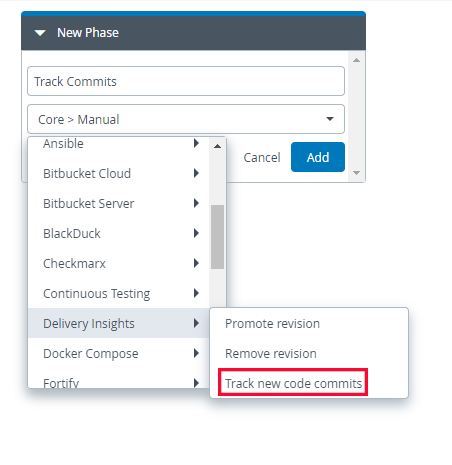 New Phase
Track Commits
Core > Manual
Ansible
Bitbucket Cloud
Bitbucket Server
BlackDuck
Checkmarx
Continuous Testing
Delivery Insights
Docker Compose
Fortify
Cancel
Add
Promote revision
Remove revision
Track new code commits